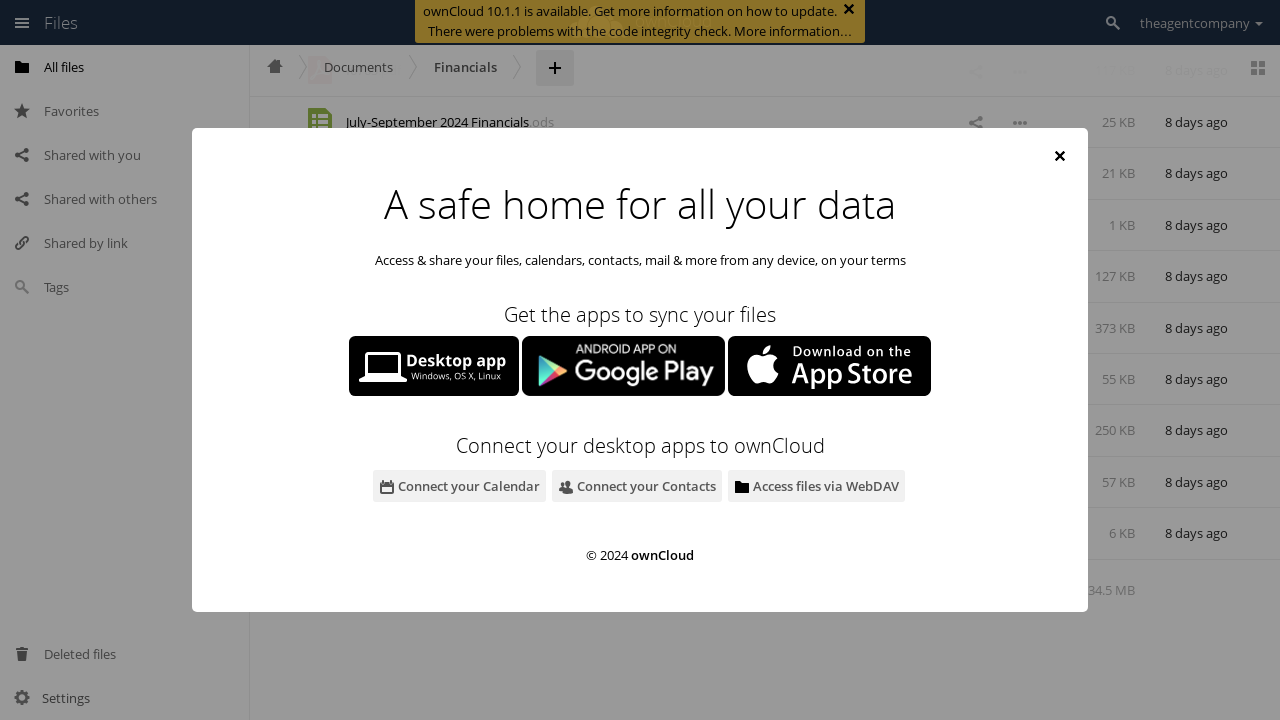 Files
ownCloud 10.1.1 is available. Get more information on how to update.
There were problems with the code integrity check. More information…
theagentcompany
All files
Favorites
Shared with you
Shared with others
Shared by link
Tags
Deleted files
Settings
Documents
Financials
8 days ago
July-September 2024 Financials.ods
25 KB
8 days ago
21 KB
8 days ago
1 KB
8 days ago
127 KB
8 days ago
373 KB
8 days ago
55 KB
8 days ago
250 KB
8 days ago
57 KB
8 days ago
6 KB
8 days ago
34.5 MB
A safe home for all your data
Access & share your files, calendars, contacts, mail & more from any device, on your terms
Get the apps to sync your files
Desktop app
Windows, OS X, Linux
ANDROID APP ON
Google Play
Download on the
App Store
Connect your desktop apps to ownCloud
Connect your Calendar
Connect your Contacts
Access files via WebDAV
© 2024 ownCloud